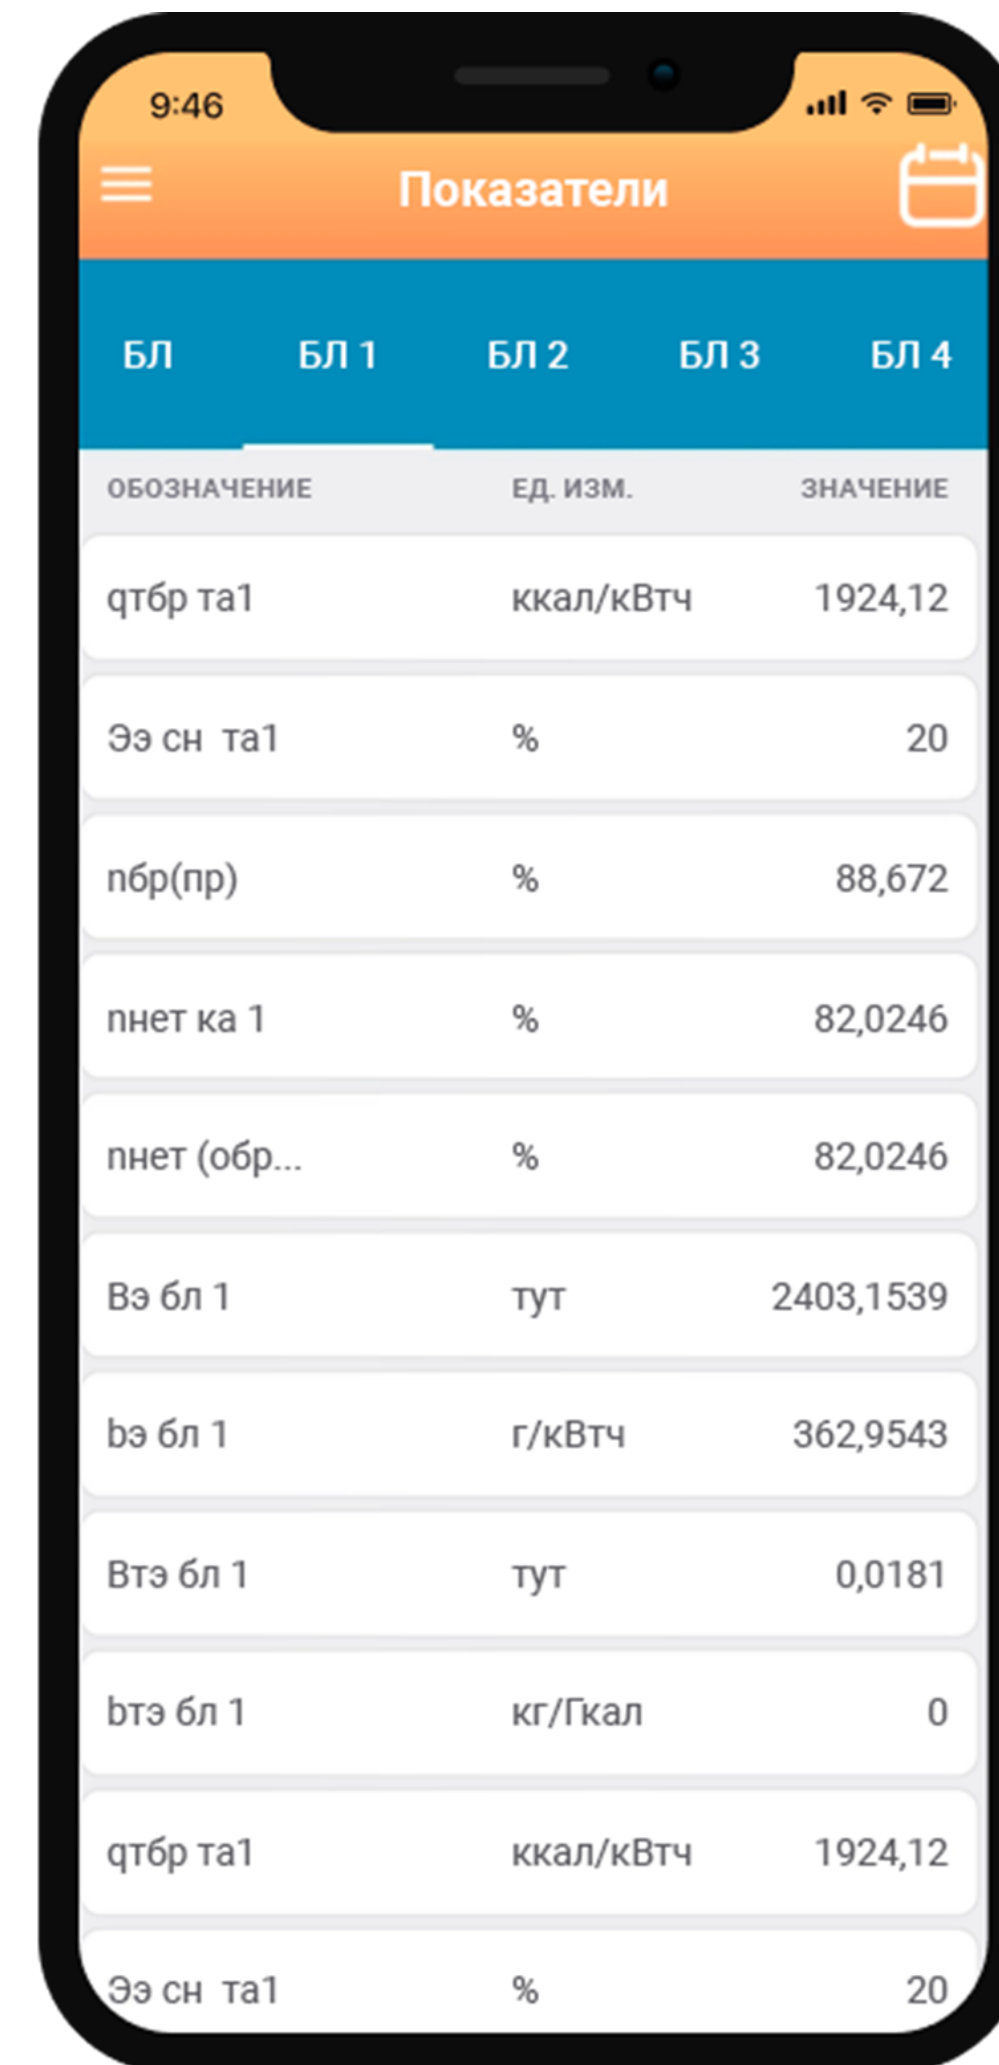 9:46
Показатели
БЛ БЛ 1 БЛ 2 БЛ 3 БЛ 4
ОБОЗНАЧЕНИЕ ЕД. ИЗМ. ЗНАЧЕНИЕ
qтбр та1 ккал/кВтч 1924,12
Ээ сн та1 % 20
nбр(пр) % 88,672
nнет ка 1 % 82,0246
nнет (обр... % 82,0246
Вэ бл 1 тут 2403,1539
bэ бл 1 г/кВтч 362,9543
Втэ бл 1 тут 0,0181
bтэ бл 1 кг/Гкал 0
qтбр та1 ккал/кВтч 1924,12
Ээ сн та1 % 20